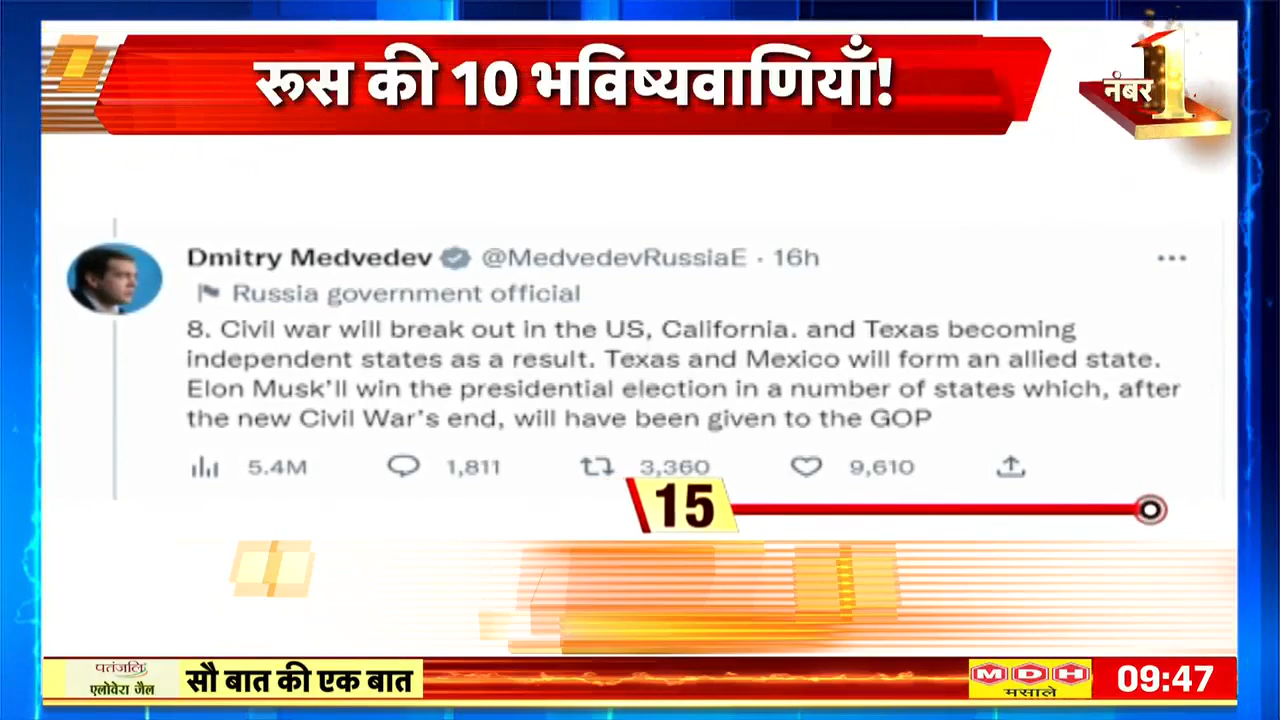 रूस की 10 भविष्यवाणियाँ!
नंबर 1
Dmitry Medvedev @MedvedevRussiaE · 16h
Russia government official
8. Civil war will break out in the US, California. and Texas becoming
independent states as a result. Texas and Mexico will form an allied state.
Elon Musk'll win the presidential election in a number of states which, after
the new Civil War's end, will have been given to the GOP
5.4M 1,811 3,360 9,610
15
पतंजलि
एलोवेरा जैल
सौ बात की एक बात
MDH
मसाले
09:47